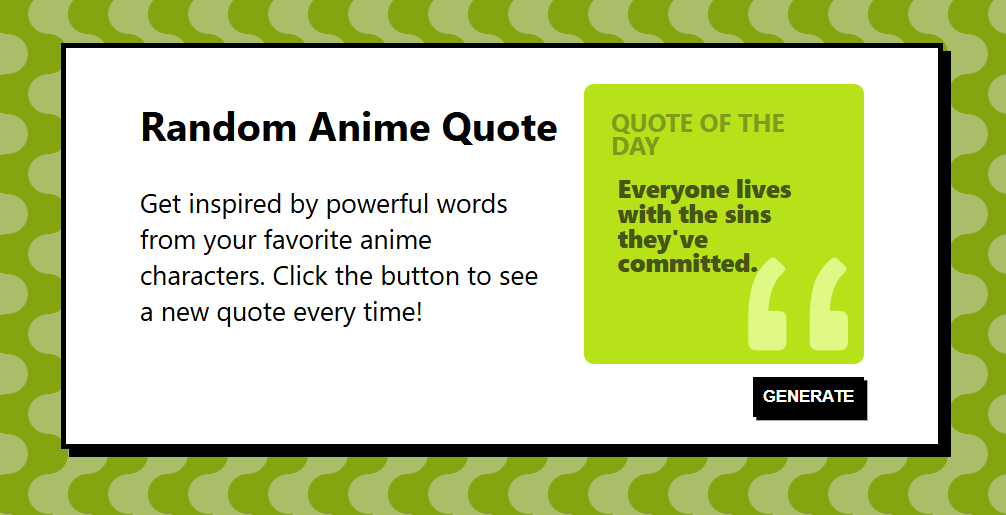 Random Anime Quote
Get inspired by powerful words
from your favorite anime
characters. Click the button to see
a new quote every time!
QUOTE OF THE
DAY
Everyone lives
with the sins
they've
committed.
GENERATE